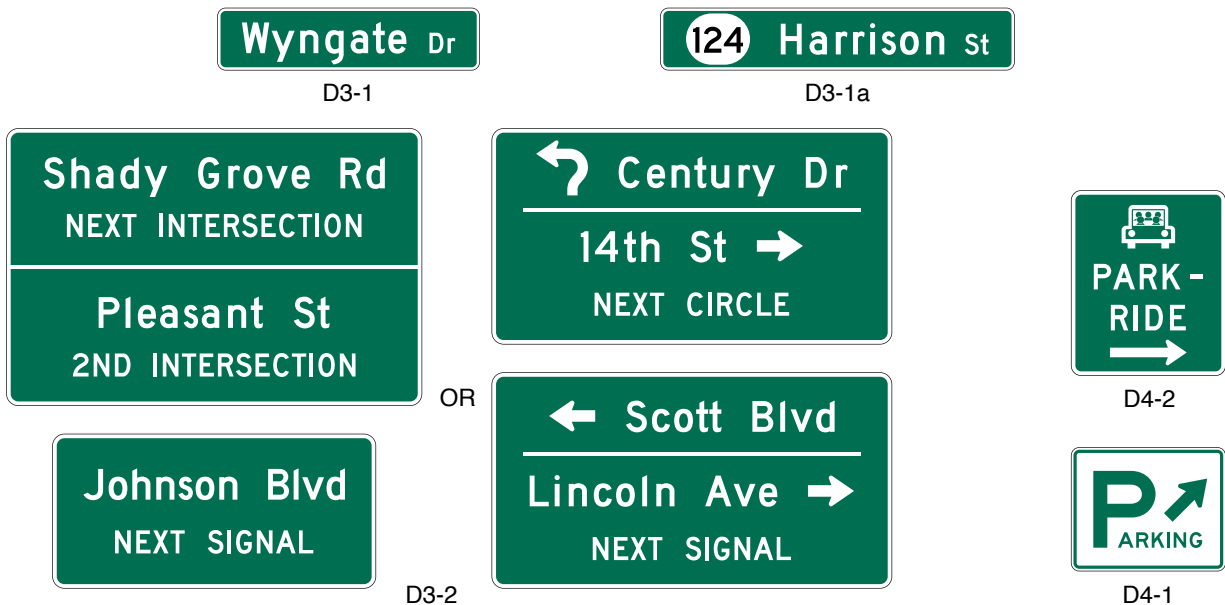 Wyngate Dr
D3-1
124 Harrison St
D3-1a
Shady Grove Rd
NEXT INTERSECTION
Pleasant St
2ND INTERSECTION
Century Dr
14th St
NEXT CIRCLE
OR
Johnson Blvd
NEXT SIGNAL
Scott Blvd
Lincoln Ave
NEXT SIGNAL
D3-2
PARK-
RIDE
D4-2
PARKING
D4-1